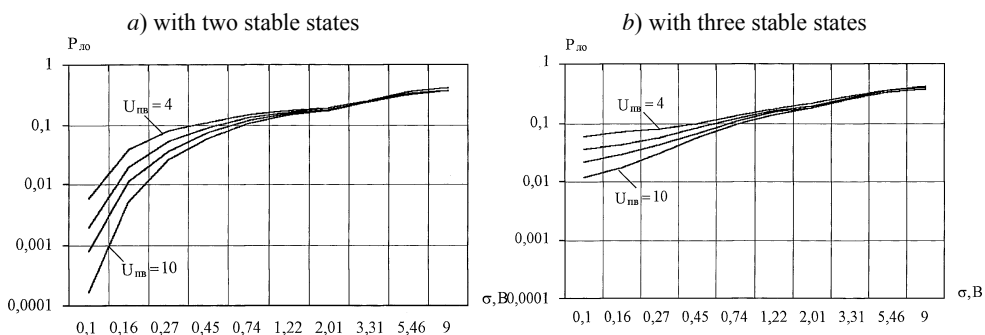 a) with two stable states
Pло
1
0,1
0,01
0,001
0,0001
Uпв=4
Uпв=10
σ,В
0,1 0,16 0,27 0,45 0,74 1,22 2,01 3,31 5,46 9
b) with three stable states
Pло
1
0,1
0,01
0,001
0,0001
Uпв=4
Uпв=10
σ,В
0,1 0,16 0,27 0,45 0,74 1,22 2,01 3,31 5,46 9